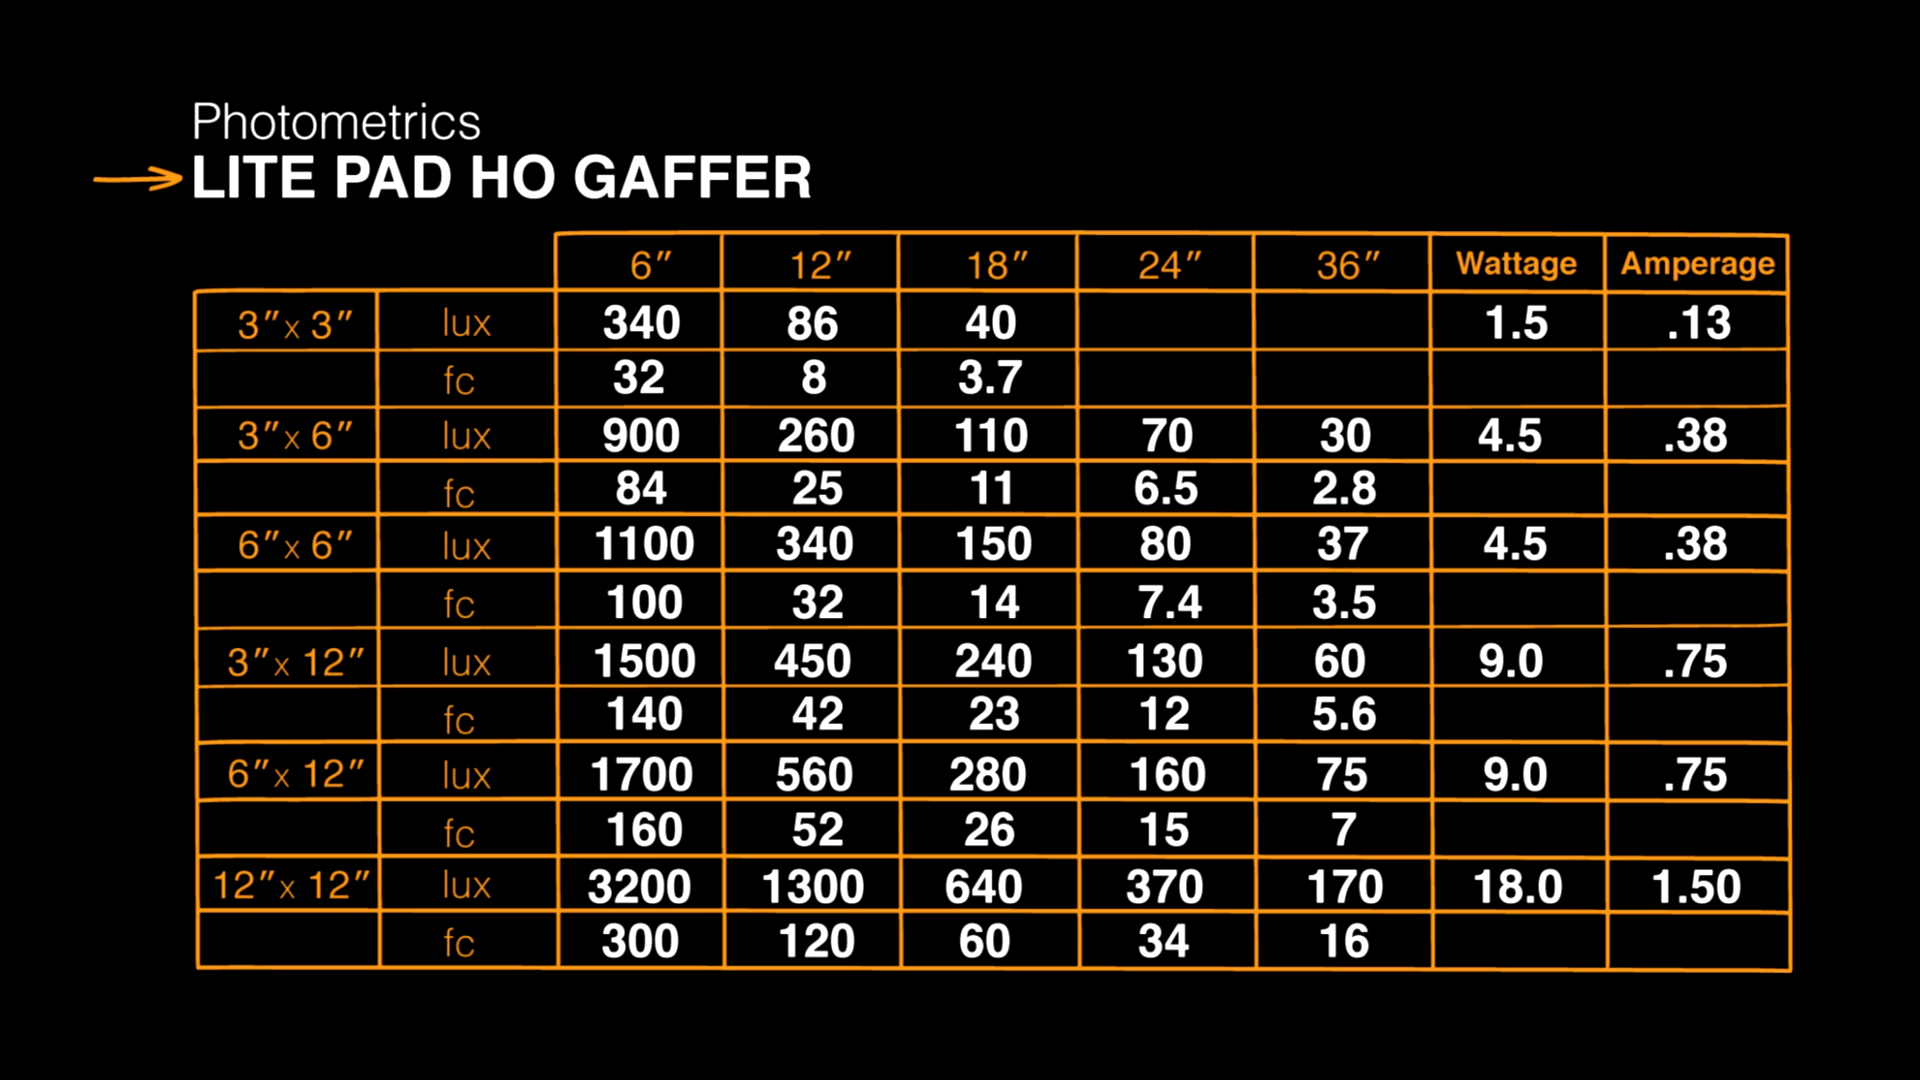 Photometrics
LITE PAD HO GAFFER
6" 12" 18" 24" 36" Wattage Amperage
3"x 3" lux 340 86 40 1.5 .13
fc 32 8 3.7
3"x 6" lux 900 260 110 70 30 4.5 .38
fc 84 25 11 6.5 2.8
6"x 6" lux 1100 340 150 80 37 4.5 .38
fc 100 32 14 7.4 3.5
3"x 12" lux 1500 450 240 130 60 9.0 .75
fc 140 42 23 12 5.6
6"x 12" lux 1700 560 280 160 75 9.0 .75
fc 160 52 26 15 7
12"x 12" lux 3200 1300 640 370 170 18.0 1.50
fc 300 120 60 34 16